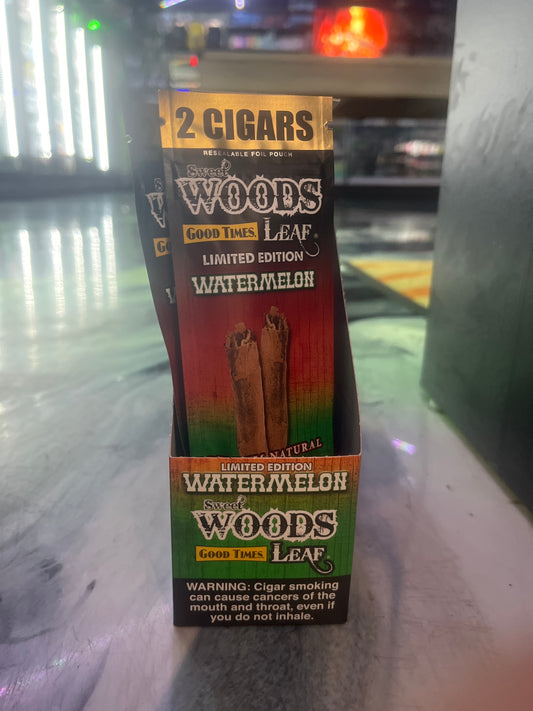 2 CIGARS
RESEALABLE FOIL POUCH
Sweet
WOODS
GOOD TIMES. LEAF®
LIMITED EDITION
WATERMELON
NATURAL
LIMITED EDITION
WATERMELON
Sweet
WOODS
GOOD TIMES. LEAF
WARNING: Cigar smoking
can cause cancers of the
mouth and throat, even if
you do not inhale.